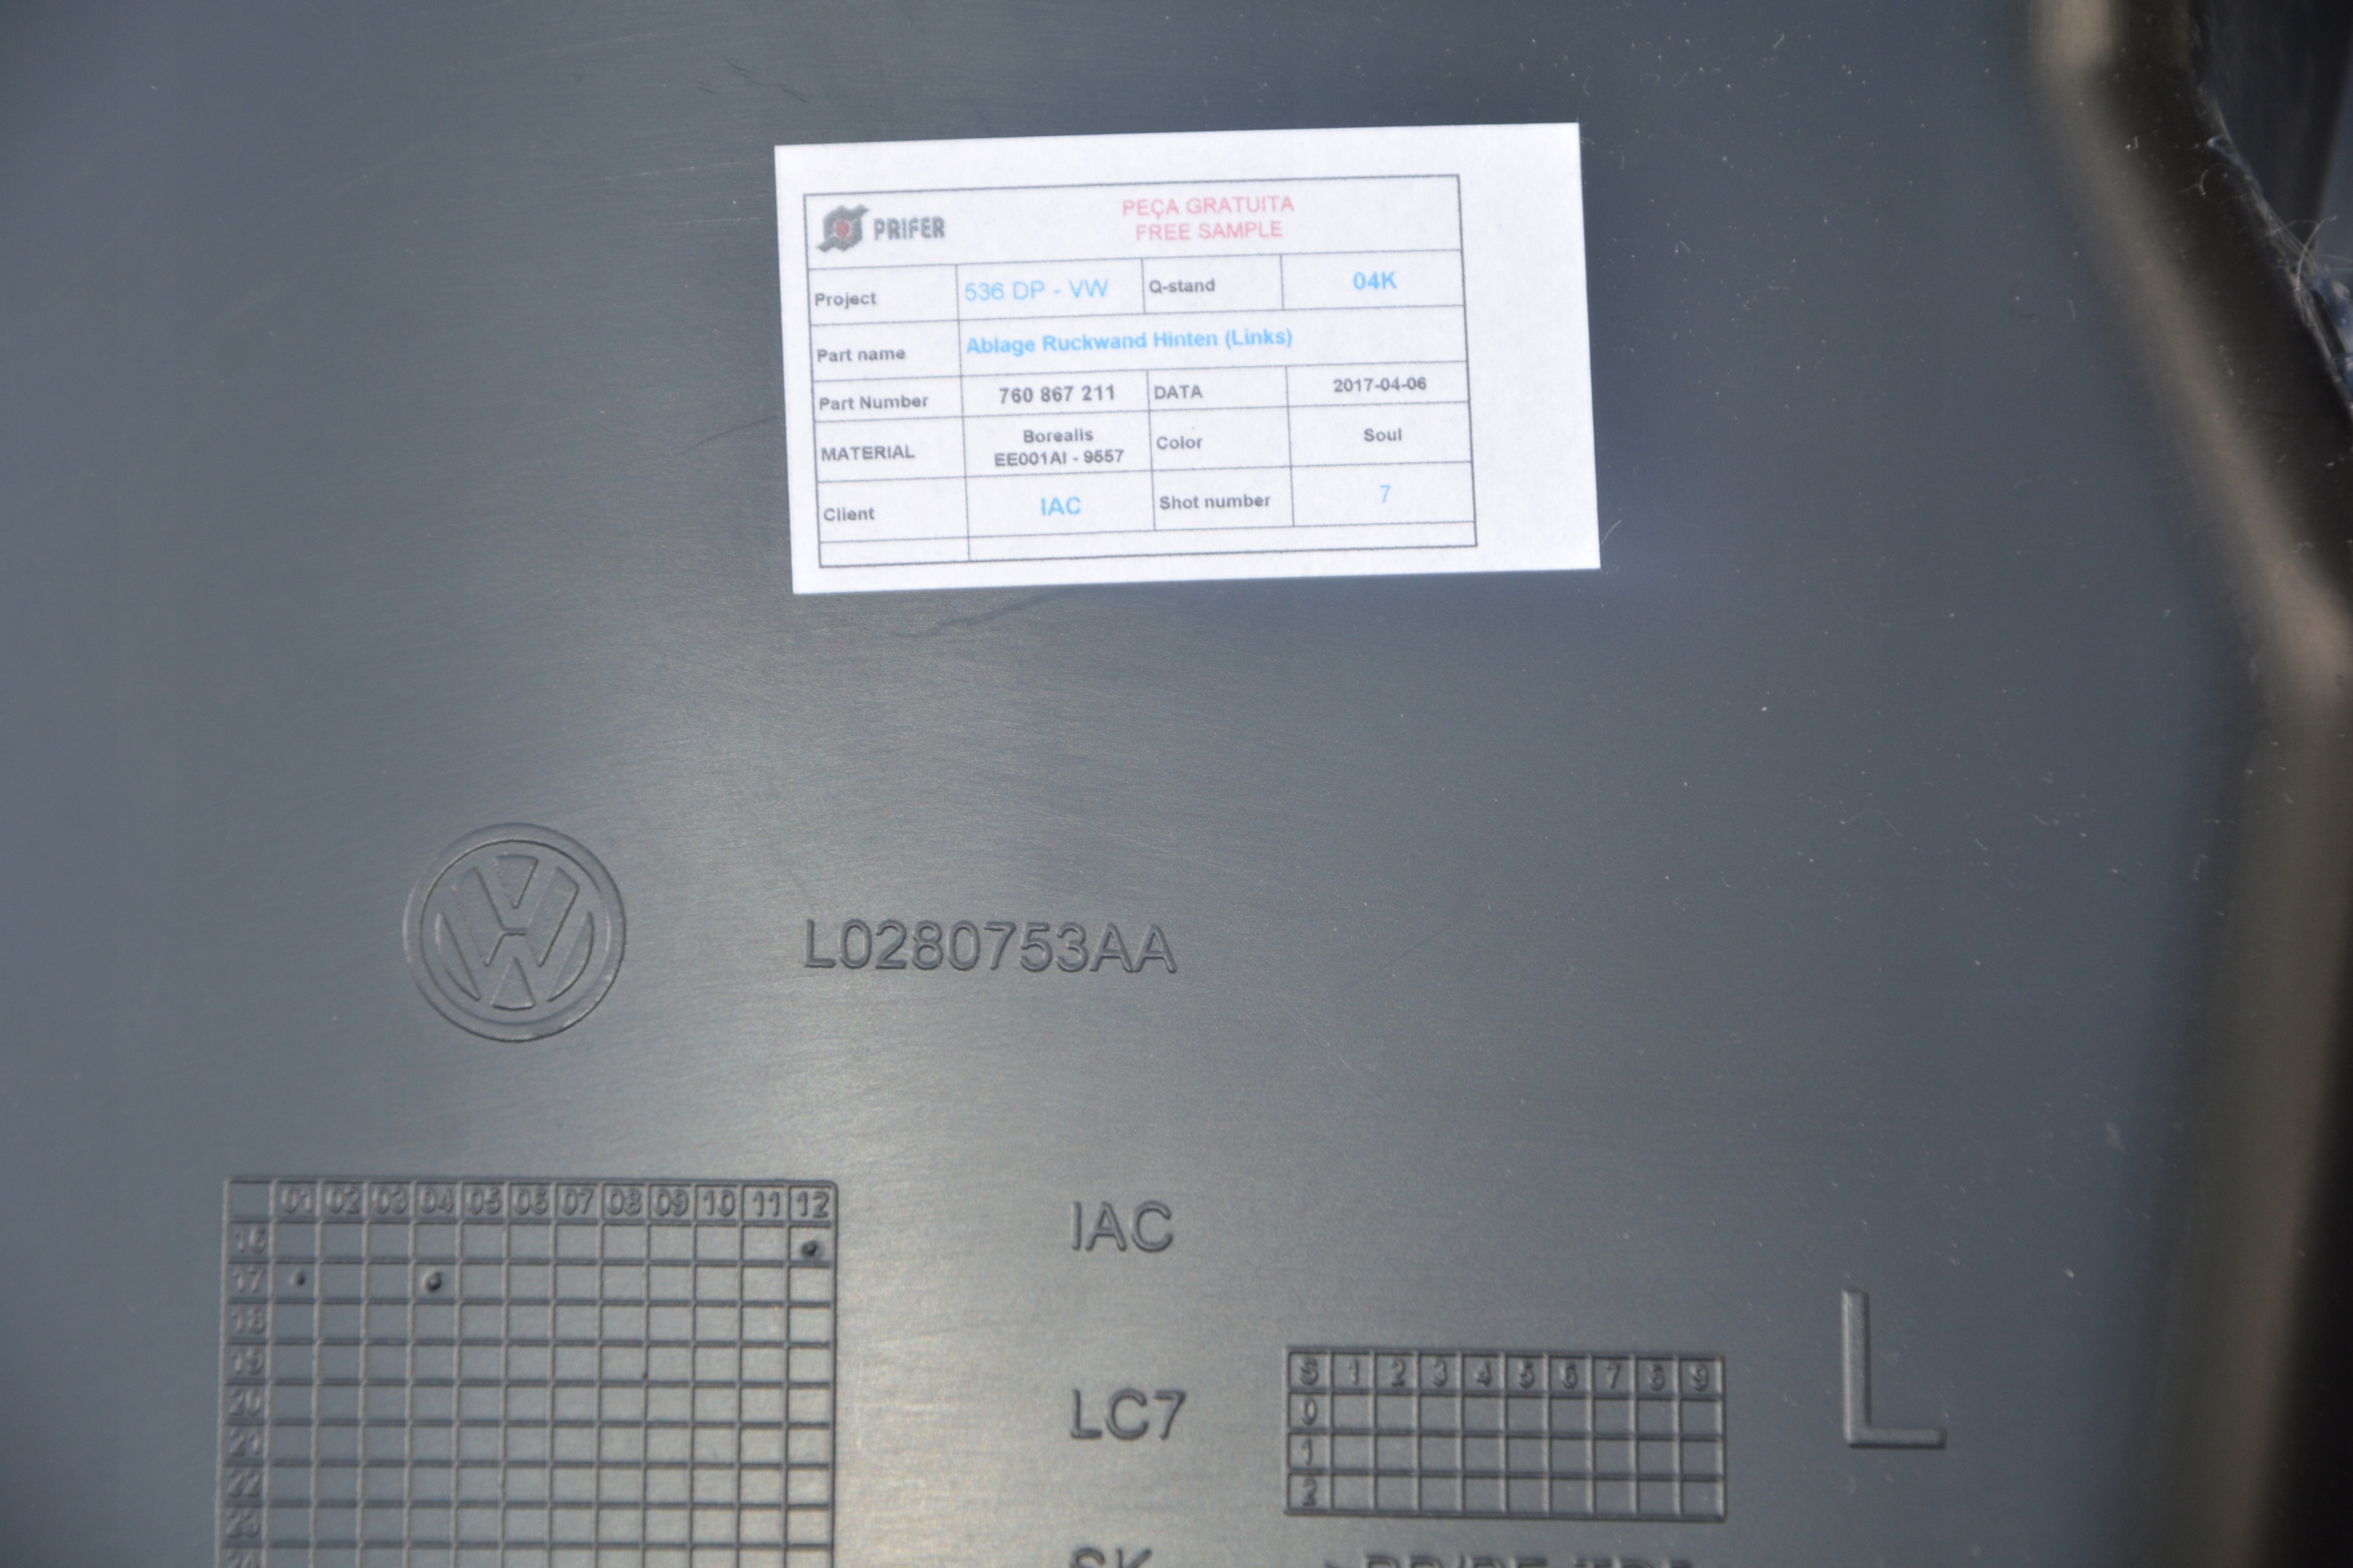 PRIFER
PEÇA GRATUITA
FREE SAMPLE
Project 536 DP - VW Q-stand 04K
Part name Ablage Ruckwand Hinten (Links)
Part Number 760 867 211 DATA 2017-04-06
MATERIAL Borealis EE001AI - 9557 Color Soul
Client IAC Shot number 7
L0280753AA
01 02 03 04 05 06 07 08 09 10 11 12
16
17
18
19
20
21
22
23
24
IAC
LC7
S 1 2 3 4 5 6 7 8 9
0
1
2
L
SK